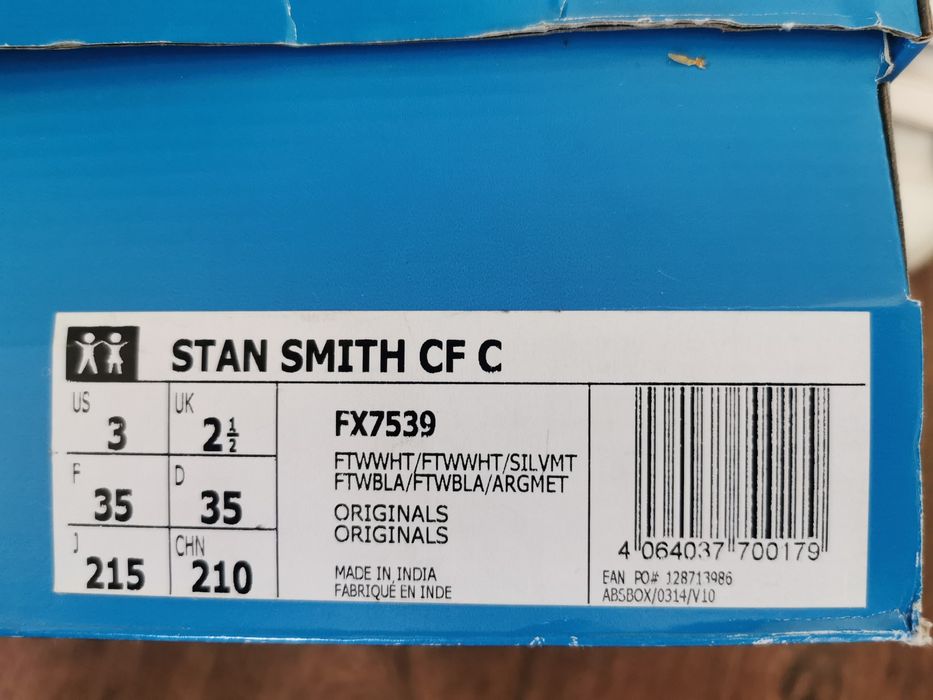 STAN SMITH CF C
US 3 UK 2 1/2
F 35 D 35
J 215 CHN 210
FX7539
FTWWHT/FTWWHT/SILVMT
FTWBLA/FTWBLA/ARGMET
ORIGINALS
ORIGINALS
MADE IN INDIA
FABRIQUÉ EN INDE
4 064037 700179
EAN PO# 128713986
ABSBOX/0314/V10